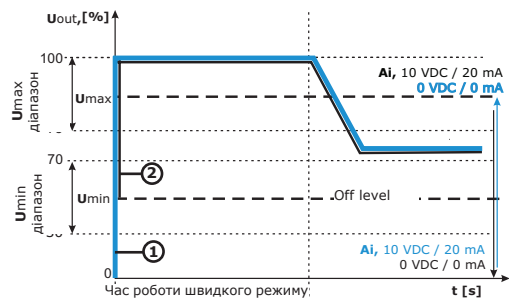 Uout,[%]
100
Umax діапазон
Umax
Ai, 10 VDC / 20 mA
0 VDC / 0 mA
70
2
Umin діапазон
Umin
Off level
1
Ai, 10 VDC / 20 mA
0 VDC / 0 mA
0
Час роботи швидкого режиму
t [s]